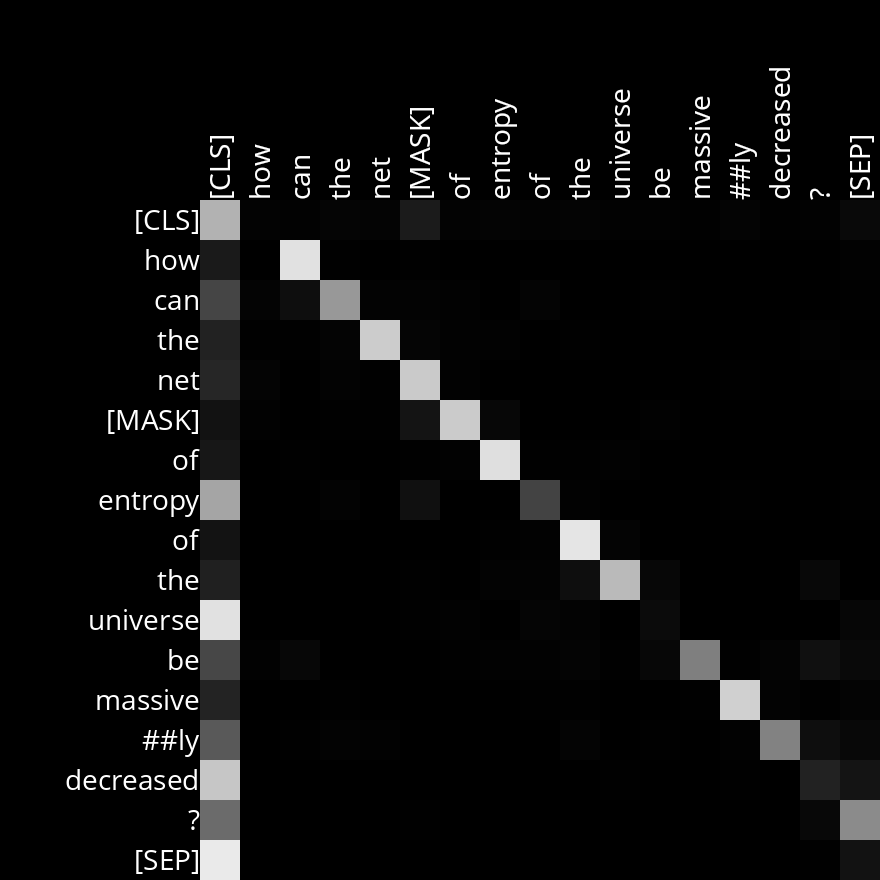 [CLS]
how
can
the
net
[MASK]
of
entropy
of
the
universe
be
massive
##ly
decreased
?
[SEP]
[CLS]
how
can
the
net
[MASK]
of
entropy
of
the
universe
be
massive
##ly
decreased
?
[SEP]